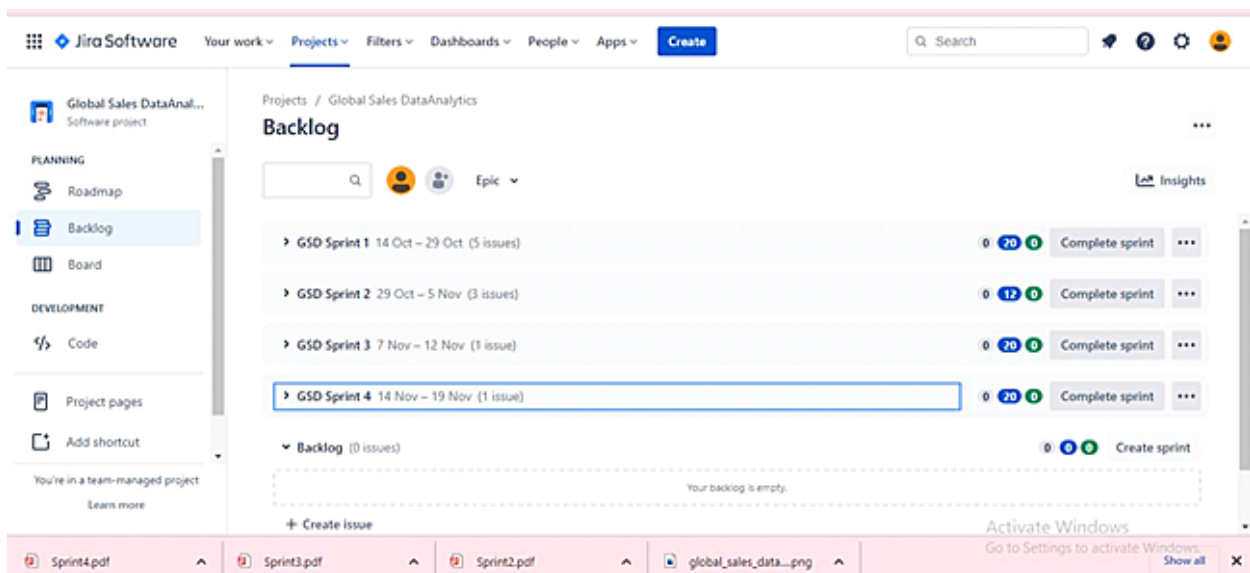 Jira Software Your work Projects Filters Dashboards People Apps Create Search
Global Sales DataAnal...
Software project
PLANNING
Roadmap
Backlog
Board
DEVELOPMENT
Code
Project pages
Add shortcut
You're in a team-managed project
Learn more
Projects / Global Sales DataAnalytics
Backlog
Epic Insights
GSD Sprint 1 14 Oct – 29 Oct (5 issues) 0 20 0 Complete sprint
GSD Sprint 2 29 Oct – 5 Nov (3 issues) 0 12 0 Complete sprint
GSD Sprint 3 7 Nov – 12 Nov (1 issue) 0 20 0 Complete sprint
GSD Sprint 4 14 Nov – 19 Nov (1 issue) 0 20 0 Complete sprint
Backlog (0 issues) 0 0 0 Create sprint
Your backlog is empty.
+ Create issue
Activate Windows
Go to Settings to activate Windows.
Sprint4.pdf Sprint3.pdf Sprint2.pdf global_sales_data....png Show all